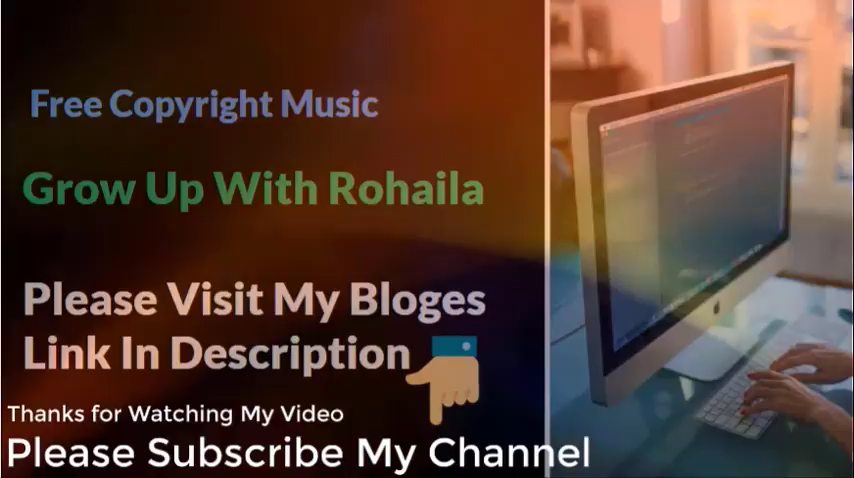 Free Copyright Music
Grow Up With Rohaila
Please Visit My Bloges
Link In Description
Thanks for Watching My Video
Please Subscribe My Channel